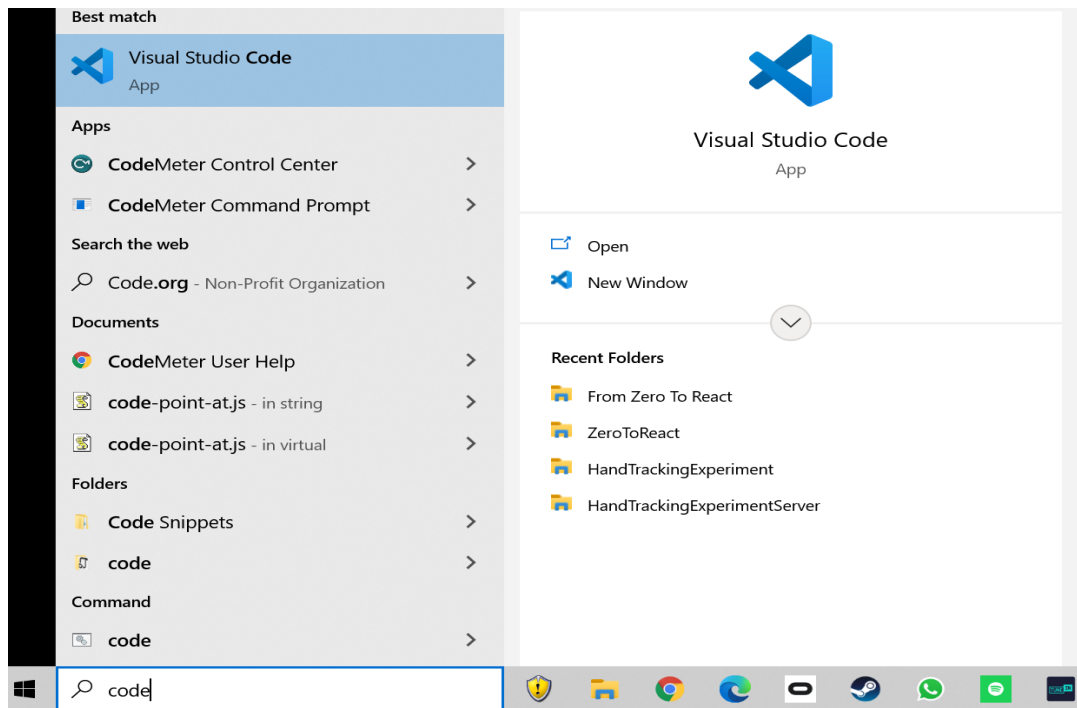 Best match
Visual Studio Code
App
Apps
CodeMeter Control Center
CodeMeter Command Prompt
Search the web
Code.org - Non-Profit Organization
Documents
CodeMeter User Help
code-point-at.js - in string
code-point-at.js - in virtual
Folders
Code Snippets
code
Command
code
code
Visual Studio Code
App
Open
New Window
Recent Folders
From Zero To React
ZeroToReact
HandTrackingExperiment
HandTrackingExperimentServer